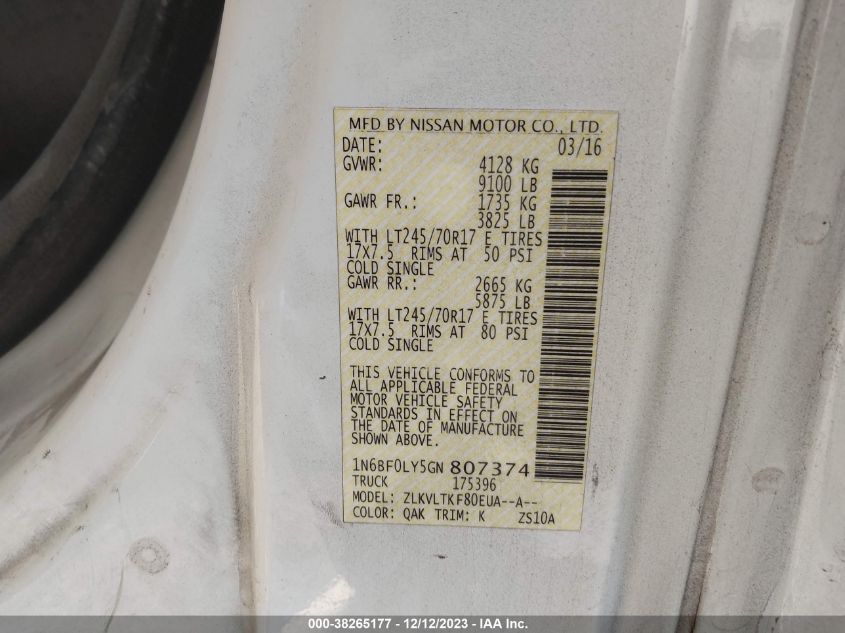 MFD BY NISSAN MOTOR CO., LTD.
DATE: 03/16
GVWR: 4128 KG
9100 LB
GAWR FR.: 1735 KG
3825 LB
WITH LT245/70R17 E TIRES
17X7.5 RIMS AT 50 PSI
COLD SINGLE
GAWR RR.: 2665 KG
5875 LB
WITH LT245/70R17 E TIRES
17X7.5 RIMS AT 80 PSI
COLD SINGLE
THIS VEHICLE CONFORMS TO
ALL APPLICABLE FEDERAL
MOTOR VEHICLE SAFETY
STANDARDS IN EFFECT ON
THE DATE OF MANUFACTURE
SHOWN ABOVE.
1N6BF0LY5GN 807374
TRUCK 175396
MODEL: ZLKVLTKF80EUA--A--
COLOR: QAK TRIM: K ZS10A
000-38265177 - 12/12/2023 - IAA Inc.